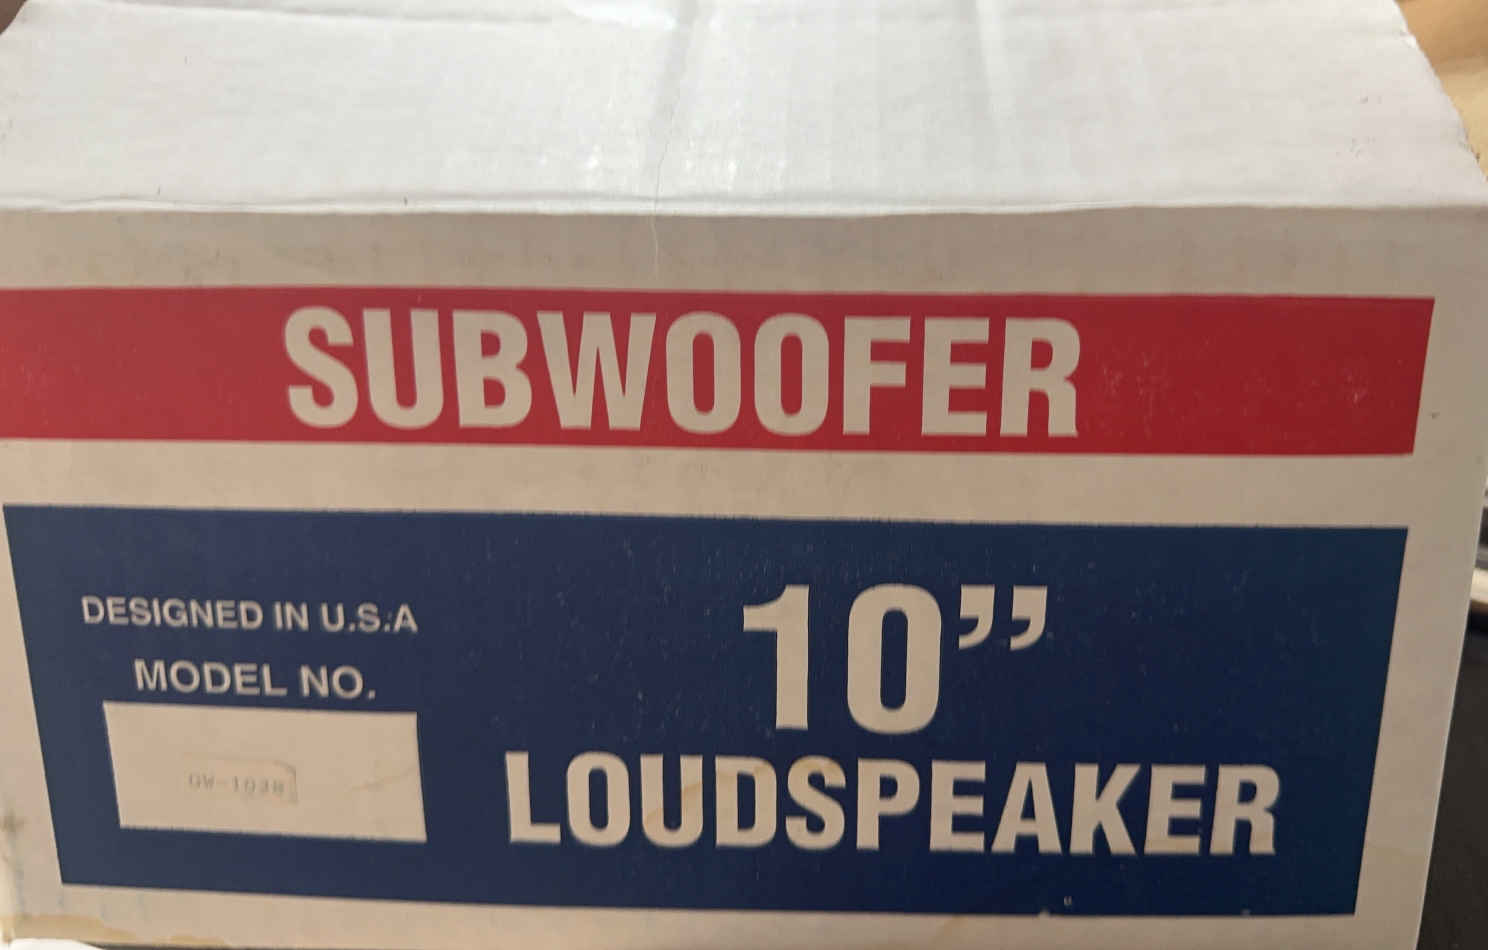 SUBWOOFER
DESIGNED IN U.S.A
MODEL NO.
10”
LOUDSPEAKER